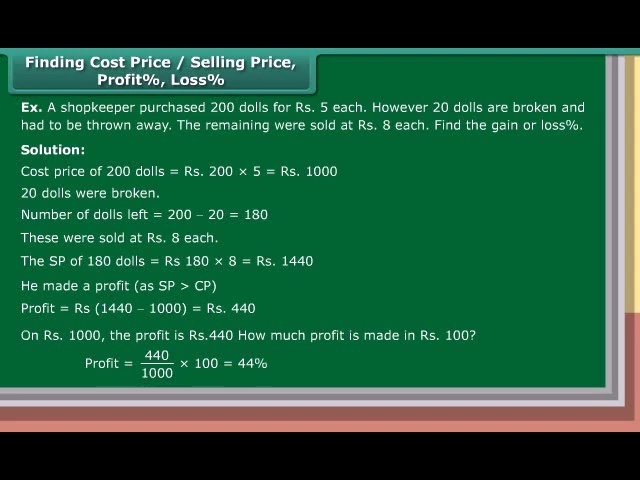 Finding Cost Price / Selling Price,
Profit%, Loss%
Ex. A shopkeeper purchased 200 dolls for Rs. 5 each. However 20 dolls are broken and
had to be thrown away. The remaining were sold at Rs. 8 each. Find the gain or loss%.
Solution:
Cost price of 200 dolls = Rs. 200 × 5 = Rs. 1000
20 dolls were broken.
Number of dolls left = 200 – 20 = 180
These were sold at Rs. 8 each.
The SP of 180 dolls = Rs 180 × 8 = Rs. 1440
He made a profit (as SP > CP)
Profit = Rs (1440 – 1000) = Rs. 440
On Rs. 1000, the profit is Rs.440 How much profit is made in Rs. 100?
Profit = 440/1000 × 100 = 44%